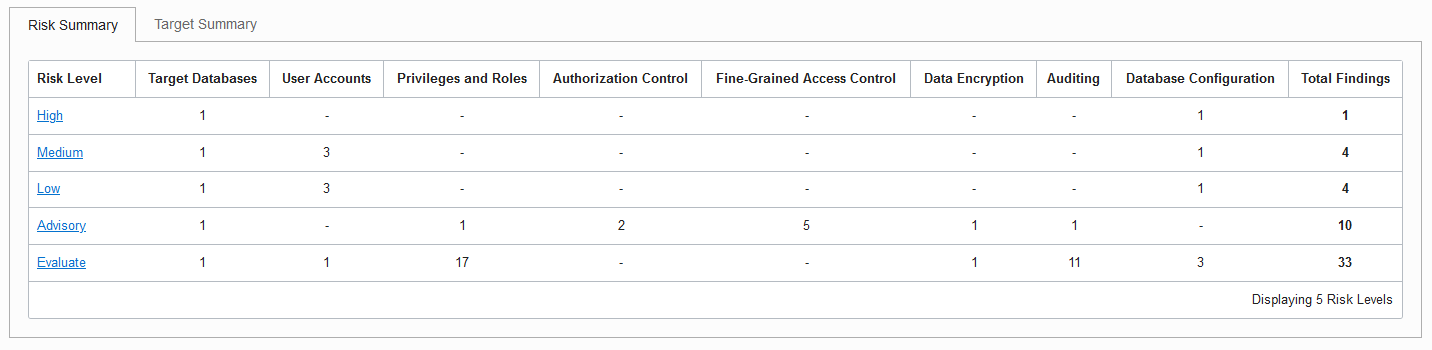 Risk Summary Target Summary
Risk Level Target Databases User Accounts Privileges and Roles Authorization Control Fine-Grained Access Control Data Encryption Auditing Database Configuration Total Findings
High 1 - - - - - - 1 1
Medium 1 3 - - - - - 1 4
Low 1 3 - - - - - 1 4
Advisory 1 - 1 2 5 1 1 - 10
Evaluate 1 1 17 - - 1 11 3 33
Displaying 5 Risk Levels